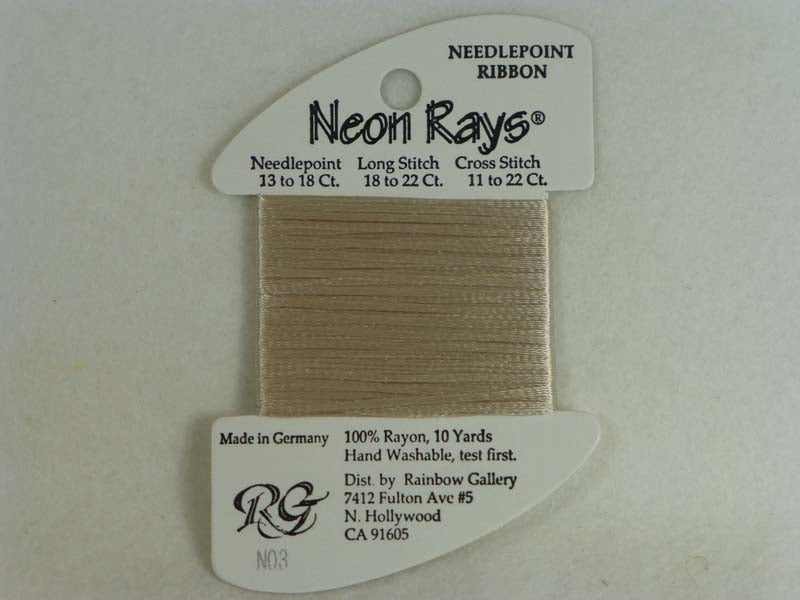 NEEDLEPOINT
RIBBON
Neon Rays®
Needlepoint Long Stitch Cross Stitch
13 to 18 Ct. 18 to 22 Ct. 11 to 22 Ct.
Made in Germany
100% Rayon, 10 Yards
Hand Washable, test first.
Dist. by Rainbow Gallery
7412 Fulton Ave #5
N. Hollywood
CA 91605
RG
N03